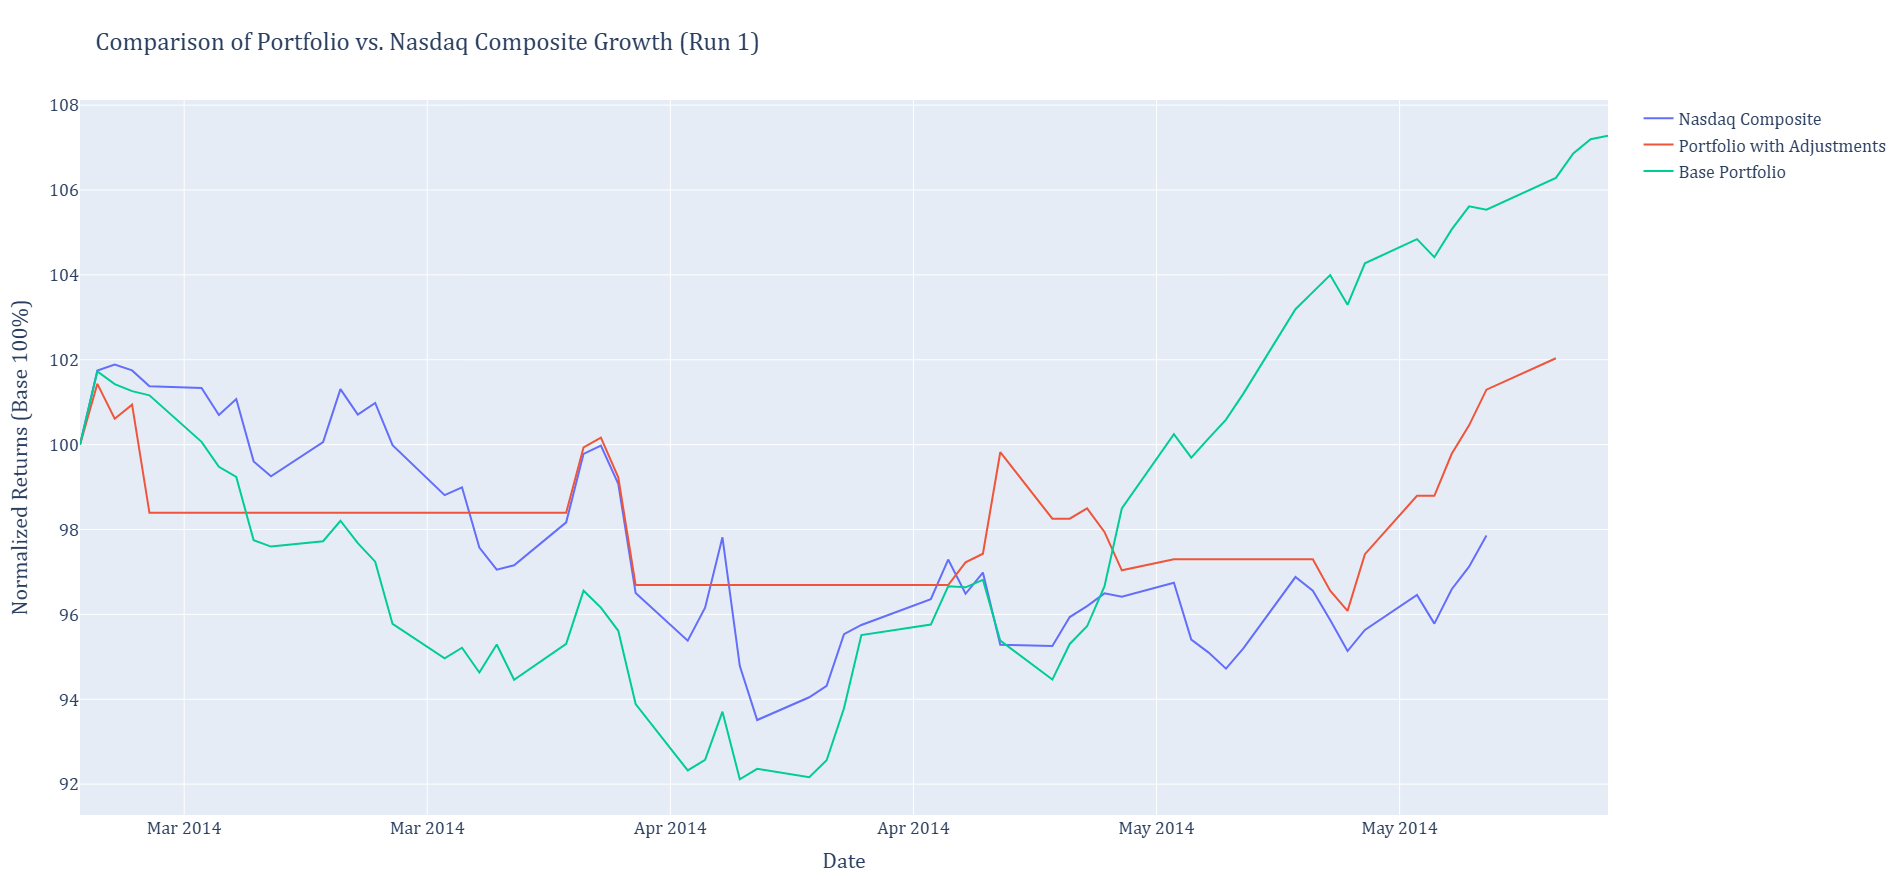 Comparison of Portfolio vs. Nasdaq Composite Growth (Run 1)
Nasdaq Composite
Portfolio with Adjustments
Base Portfolio
Normalized Returns (Base 100%)
108
106
104
102
100
98
96
94
92
Mar 2014
Mar 2014
Apr 2014
Apr 2014
May 2014
May 2014
Date